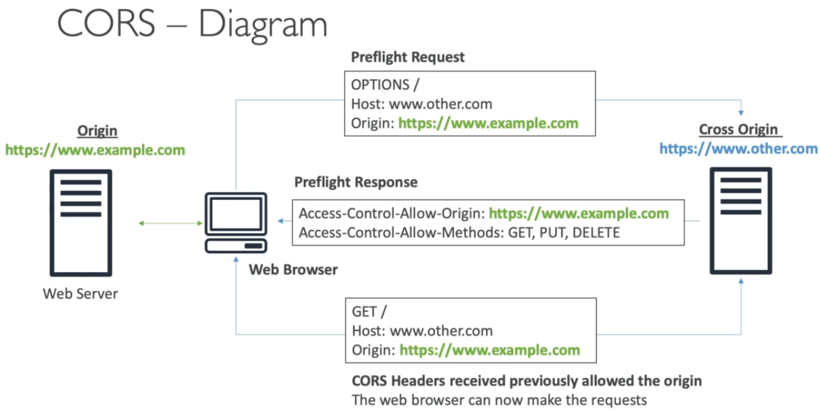 CORS – Diagram
Preflight Request
OPTIONS /
Host: www.other.com
Origin: https://www.example.com
Origin
https://www.example.com
Cross Origin
https://www.other.com
Preflight Response
Access-Control-Allow-Origin: https://www.example.com
Access-Control-Allow-Methods: GET, PUT, DELETE
Web Browser
Web Server
GET /
Host: www.other.com
Origin: https://www.example.com
CORS Headers received previously allowed the origin
The web browser can now make the requests